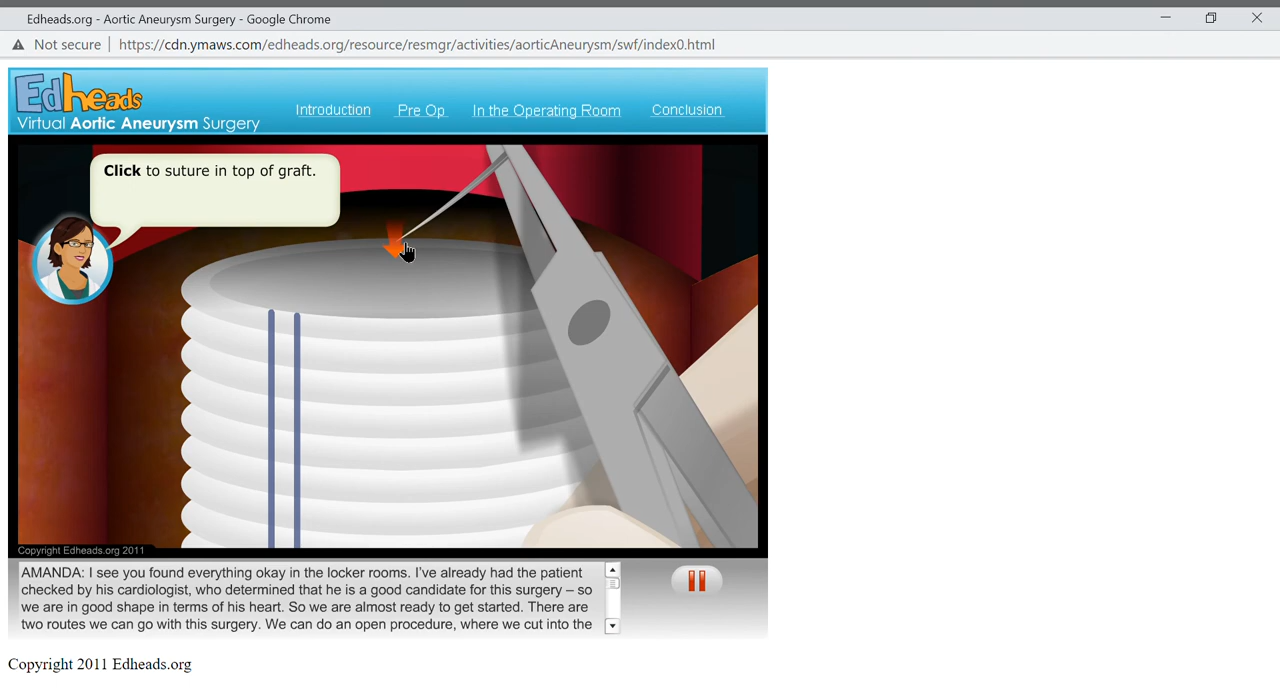 Edheads.org - Aortic Aneurysm Surgery - Google Chrome
Not secure | https://cdn.ymaws.com/edheads.org/resource/resmgr/activities/aorticAneurysm/swf/index0.html
Edheads
Virtual Aortic Aneurysm Surgery
Introduction Pre Op In the Operating Room Conclusion
Click to suture in top of graft.
Copyright Edheads.org 2011
AMANDA: I see you found everything okay in the locker rooms. I've already had the patient
checked by his cardiologist, who determined that he is a good candidate for this surgery – so
we are in good shape in terms of his heart. So we are almost ready to get started. There are
two routes we can go with this surgery. We can do an open procedure, where we cut into the
Copyright 2011 Edheads.org